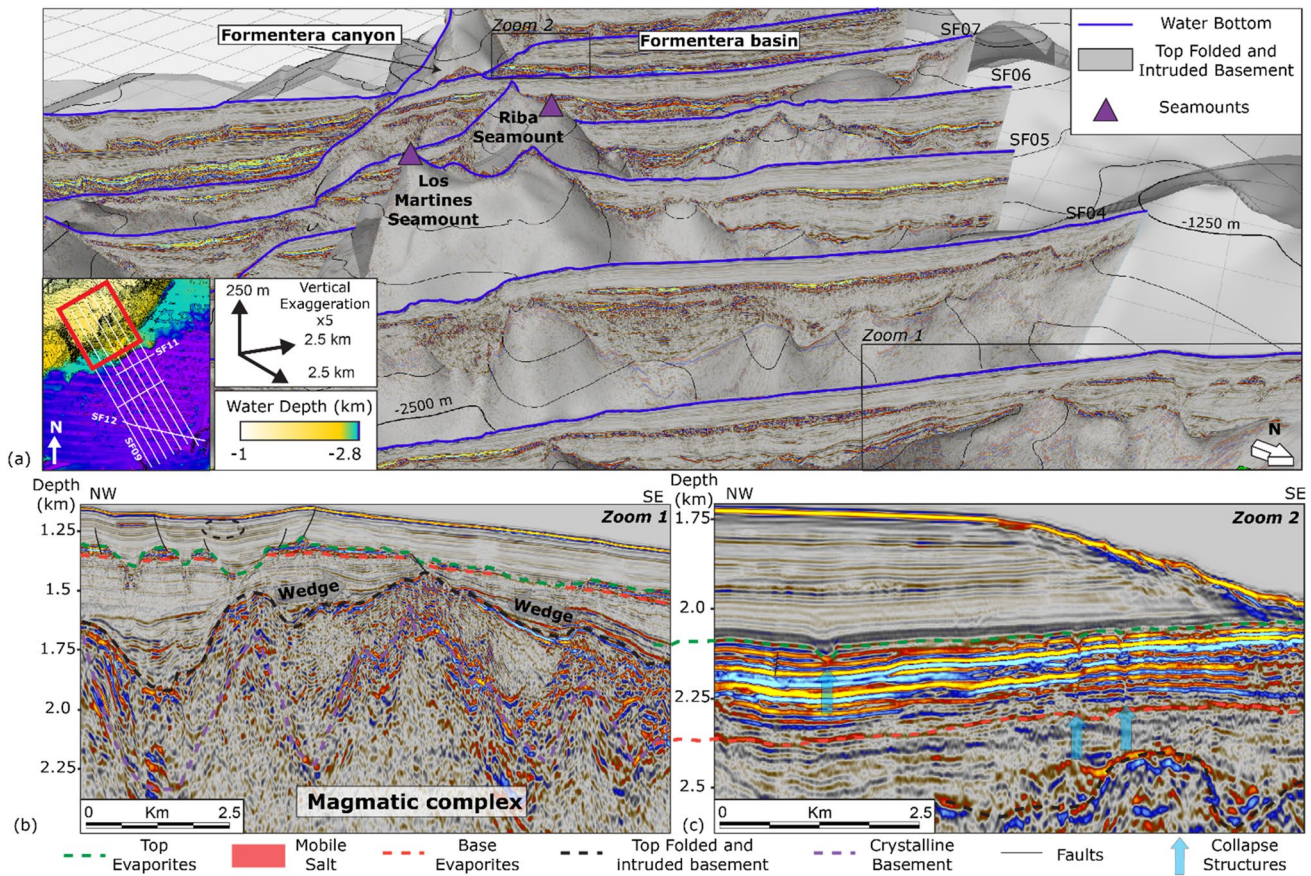 Formentera canyon
Zoom 2
Formentera basin
SF07
SF06
SF05
SF04
Water Bottom
Top Folded and
Intruded Basement
Seamounts
Riba
Seamount
Los
Martines
Seamount
-1250 m
Zoom 1
-2500 m
N
SF11
SF12
SF09
N
250 m
Vertical
Exaggeration
x5
2.5 km
2.5 km
Water Depth (km)
-1
-2.8
(a)
Depth
(km)
NW
SE
Zoom 1
1.25
1.5
1.75
2.0
2.25
Wedge
Wedge
Magmatic complex
0
Km
2.5
(b)
Depth
(km)
NW
SE
Zoom 2
1.75
2.0
2.25
2.5
0
Km
2.5
(c)
Top
Evaporites
Mobile
Salt
Base
Evaporites
Top Folded and
intruded basement
Crystalline
Basement
Faults
Collapse
Structures